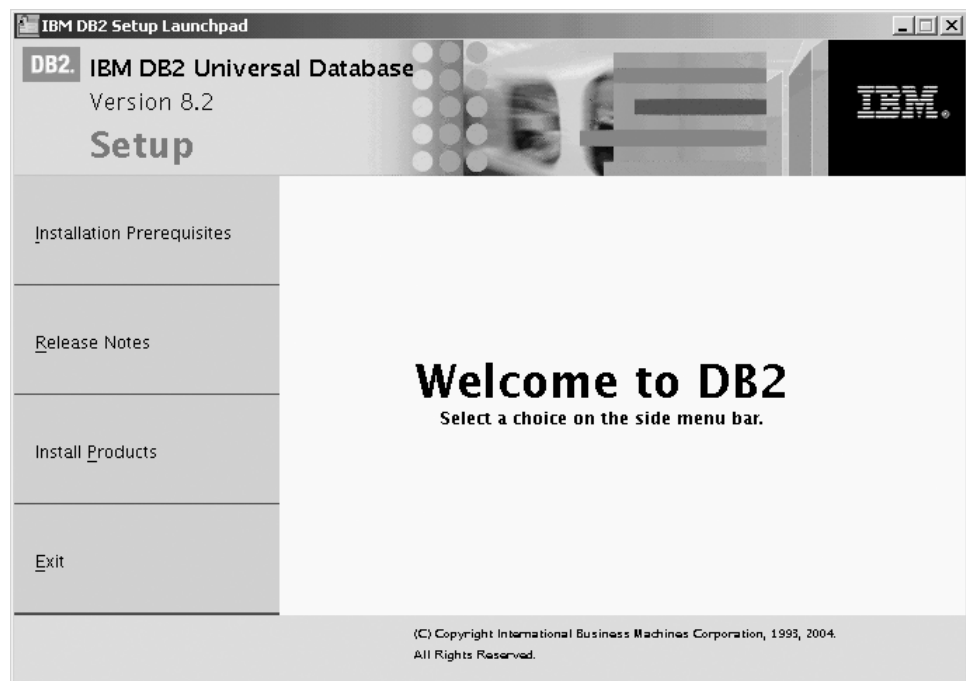 IBM DB2 Setup Launchpad
DB2.
IBM DB2 Universal Database
Version 8.2
Setup
IBM®
Installation Prerequisites
Release Notes
Install Products
Exit
Welcome to DB2
Select a choice on the side menu bar.
(C) Copyright International Business Machines Corporation, 1993, 2004.
All Rights Reserved.